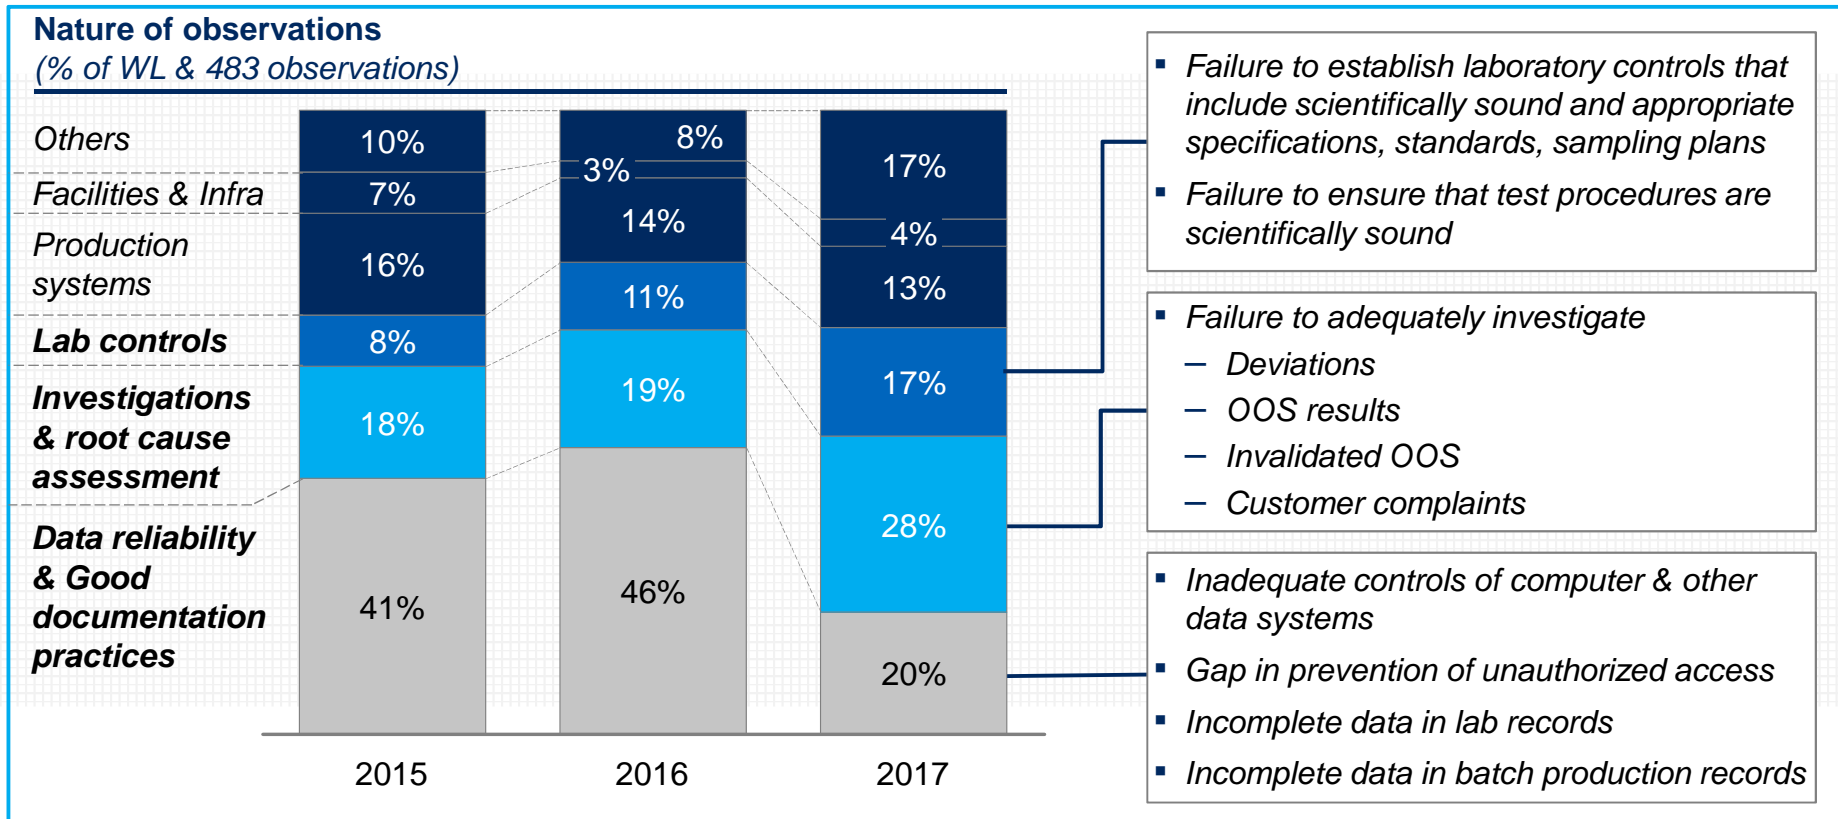 Nature of observations
(% of WL & 483 observations)
Others
Facilities & Infra
Production
systems
Lab controls
Investigations
& root cause
assessment
Data reliability
& Good
documentation
practices
10%
7%
16%
8%
18%
41%
2015
8%
3%
14%
11%
19%
46%
2016
17%
4%
13%
17%
28%
20%
2017
▪ Failure to establish laboratory controls that
include scientifically sound and appropriate
specifications, standards, sampling plans
▪ Failure to ensure that test procedures are
scientifically sound
▪ Failure to adequately investigate
– Deviations
– OOS results
– Invalidated OOS
– Customer complaints
▪ Inadequate controls of computer & other
data systems
▪ Gap in prevention of unauthorized access
▪ Incomplete data in lab records
▪ Incomplete data in batch production records